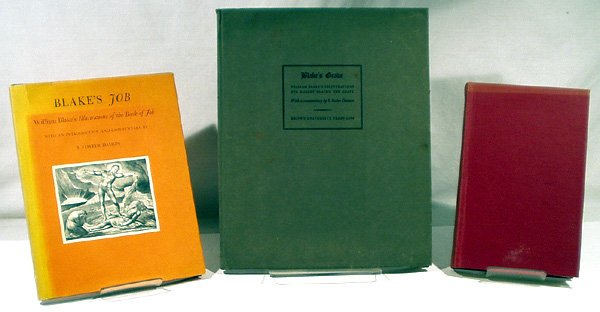 BLAKE'S JOB
William Blake's Illustrations of the Book of Job
WITH AN INTRODUCTION AND COMMENTARY BY
S. FOSTER DAMON
Blake's Grave
WILLIAM BLAKE'S ILLUSTRATIONS
FOR ROBERT BLAIR'S THE GRAVE
With a commentary by S. Foster Damon
BROWN UNIVERSITY PRESS